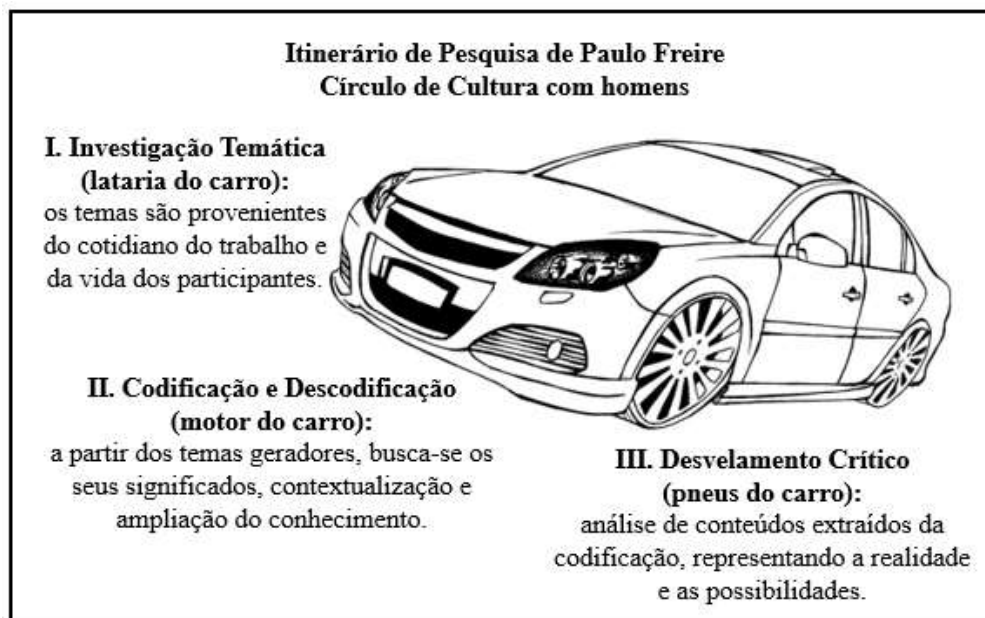 Itinerário de Pesquisa de Paulo Freire
Círculo de Cultura com homens
I. Investigação Temática
(lataria do carro):
os temas são provenientes
do cotidiano do trabalho e
da vida dos participantes.
II. Codificação e Descodificação
(motor do carro):
a partir dos temas geradores, busca-se os
seus significados, contextualização e
ampliação do conhecimento.
III. Desvelamento Crítico
(pneus do carro):
análise de conteúdos extraídos da
codificação, representando a realidade
e as possibilidades.